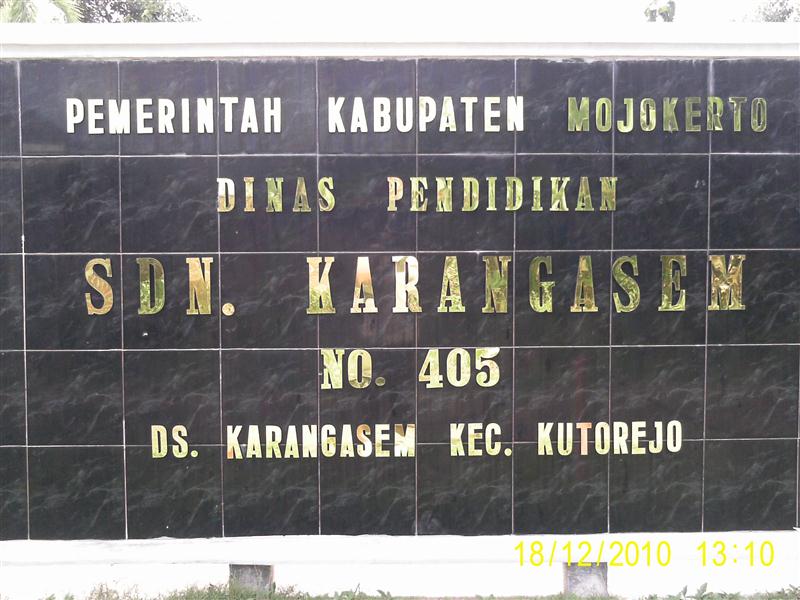 PEMERINTAH KABUPATEN MOJOKERTO
DINAS PENDIDIKAN
SDN. KARANGASEM
NO. 405
DS. KARANGASEM KEC. KUTOREJO
18/12/2010 13:10